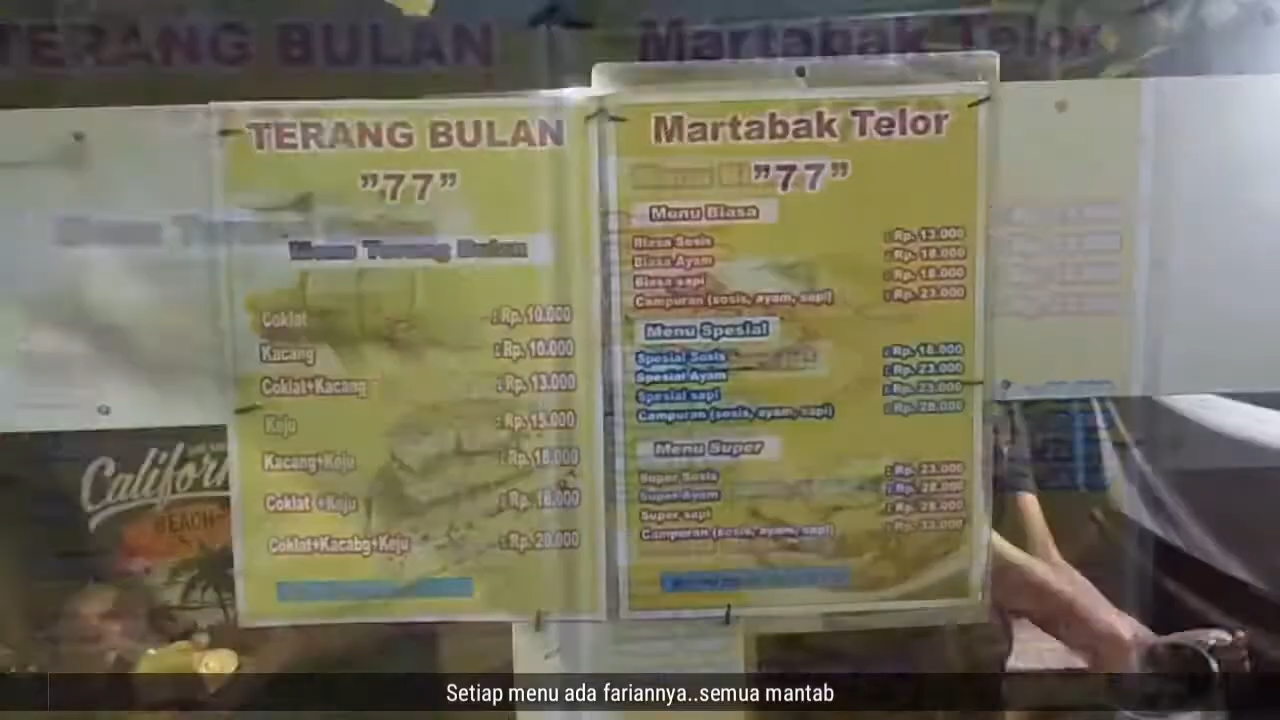 TERANG BULAN
Martabak Telor
TERANG BULAN
"77"
Menu Terang Bulan
Coklat : Rp. 10.000
Kacang : Rp. 10.000
Coklat+Kacang : Rp. 13.000
Keju : Rp. 15.000
Kacang+Keju : Rp. 18.000
Coklat +Keju : Rp. 18.000
Coklat+Kacabg+Keju : Rp. 20.000
Martabak Telor
"77"
Menu Biasa
Biasa Sosis : Rp. 13.000
Biasa Ayam : Rp. 18.000
Biasa sapi : Rp. 18.000
Campuran (sosis, ayam, sapi) : Rp. 23.000
Menu Spesial
Spesial Sosis : Rp. 18.000
Spesial Ayam : Rp. 23.000
Spesial sapi : Rp. 23.000
Campuran (sosis, ayam, sapi) : Rp. 28.000
Menu Super
Super Sosis : Rp. 23.000
Super Ayam : Rp. 28.000
Super sapi : Rp. 28.000
Campuran (sosis, ayam, sapi) : Rp. 33.000
Setiap menu ada fariannya..semua mantab